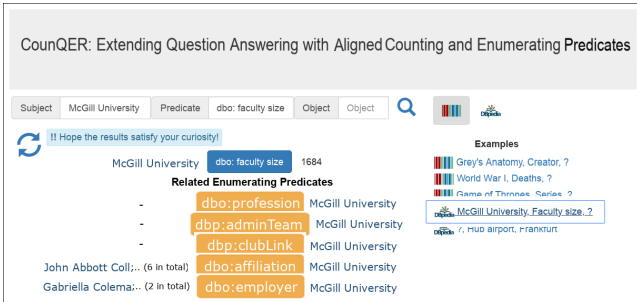 CounQER: Extending Question Answering with Aligned Counting and Enumerating Predicates
Subject McGill University Predicate dbo: faculty size Object Object
!! Hope the results satisfy your curiosity!
McGill University dbo: faculty size 1684
Related Enumerating Predicates
- dbo:profession McGill University
- dbp:adminTeam McGill University
- dbp:clubLink McGill University
John Abbott Coll;.. (6 in total) dbo:affiliation McGill University
Gabriella Colema;.. (2 in total) dbo:employer McGill University
DBpedia
Examples
Grey's Anatomy, Creator, ?
World War I, Deaths, ?
Game of Thrones, Series, ?
DBpedia McGill University, Faculty size, ?
DBpedia ?, Hub airport, Frankfurt